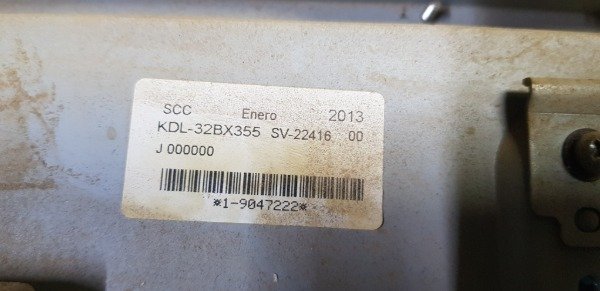 SCC Enero 2013
KDL-32BX355 SV-22416 00
J 000000
*1-9047222*